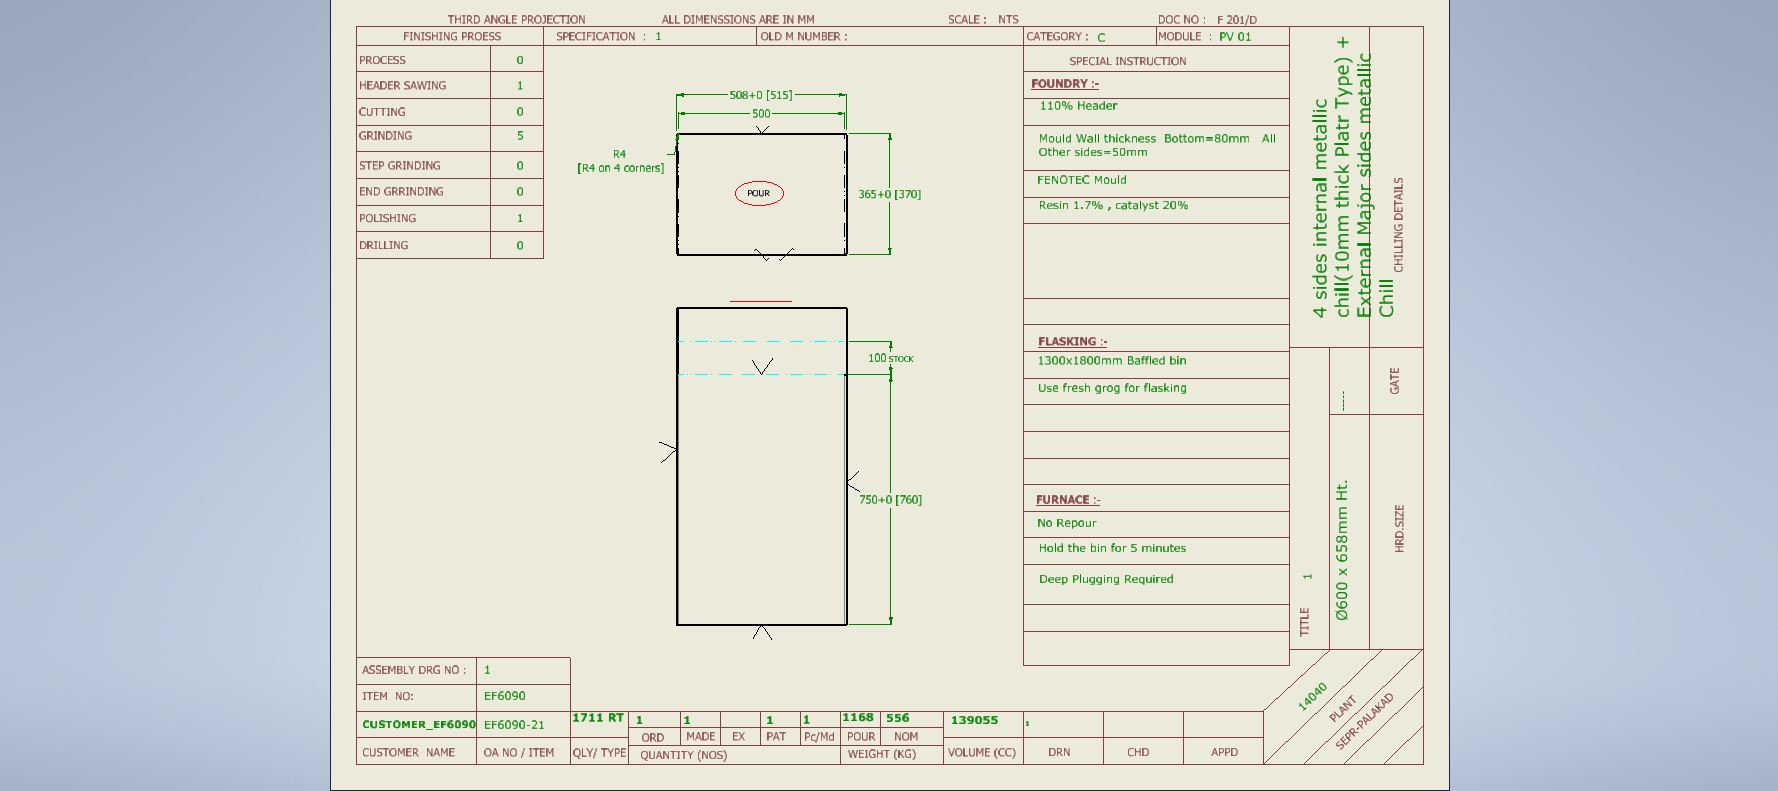 THIRD ANGLE PROJECTION ALL DIMENSSIONS ARE IN MM SCALE : NTS DOC NO : F 201/D
FINISHING PROESS SPECIFICATION : 1 OLD M NUMBER : CATEGORY : C MODULE : PV 01
PROCESS 0
HEADER SAWING 1
CUTTING 0
GRINDING 5
STEP GRINDING 0
END GRRINDING 0
POLISHING 1
DRILLING 0
508+0 [515]
500
R4
[R4 on 4 corners]
POUR
365+0 [370]
100 STOCK
750+0 [760]
SPECIAL INSTRUCTION
FOUNDRY :-
110% Header
Mould Wall thickness Bottom=80mm All
Other sides=50mm
FENOTEC Mould
Resin 1.7% , catalyst 20%
FLASKING :-
1300x1800mm Baffled bin
Use fresh grog for flasking
FURNACE :-
No Repour
Hold the bin for 5 minutes
Deep Plugging Required
4 sides internal metallic
chill(10mm thick Platr Type) +
External Major sides metallic
Chill
CHILLING DETAILS
-----
GATE
TITLE 1
Ø600 x 658mm Ht.
HRD.SIZE
14040
PLANT
SEPR-PALAKAD
ASSEMBLY DRG NO : 1
ITEM NO: EF6090
CUSTOMER_EF6090 EF6090-21 1711 RT 1 1 1 1 1168 556 139055 1
ORD MADE EX PAT Pc/Md POUR NOM
CUSTOMER NAME OA NO / ITEM QLY/ TYPE QUANTITY (NOS) WEIGHT (KG) VOLUME (CC) DRN CHD APPD